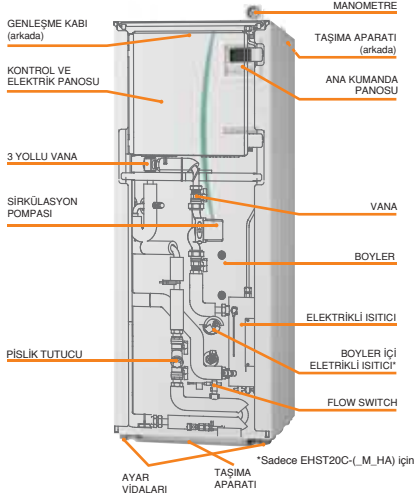 MANOMETRE
GENLEŞME KABI
(arkada)
TAŞIMA APARATI
(arkada)
KONTROL VE
ELEKTRİK PANOSU
ANA KUMANDA
PANOSU
3 YOLLU VANA
SİRKÜLASYON
POMPASI
VANA
BOYLER
ELEKTRİKLİ ISITICI
PİSLİK TUTUCU
BOYLER İÇİ
ELETRİKLİ ISITICI*
FLOW SWITCH
*Sadece EHST20C-(_M_HA) için
AYAR
VİDALARI
TAŞIMA
APARATI